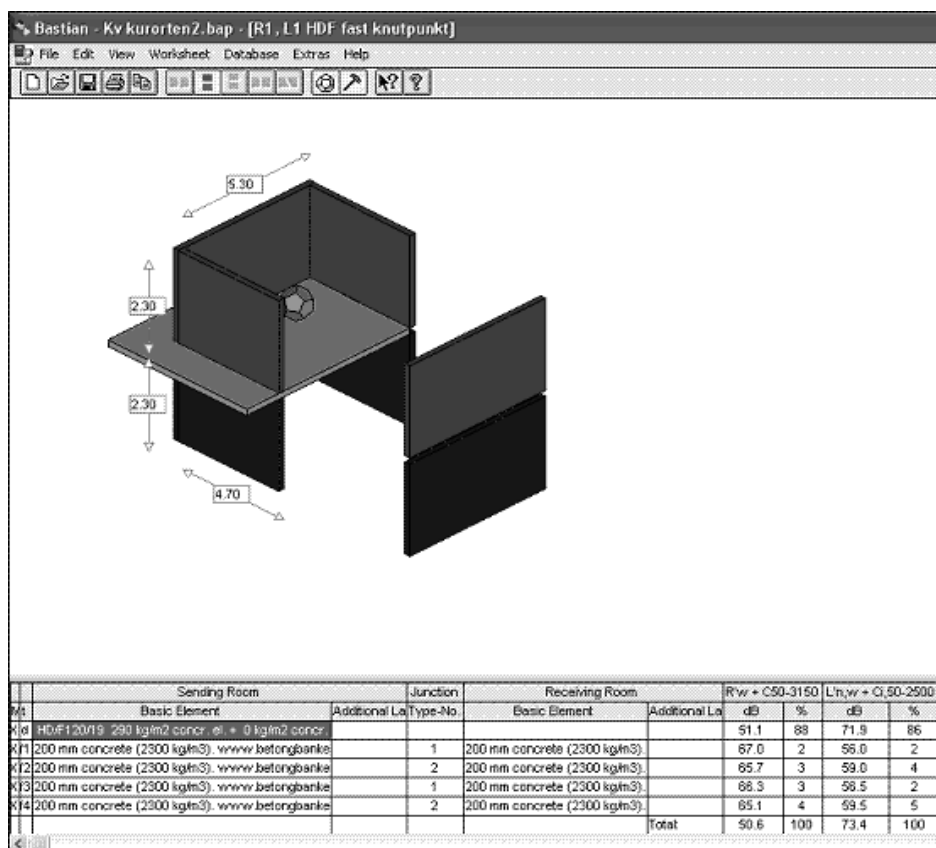 Bastian - Kv kurorten2.bap - [R1, L1 HDF fast knutpunkt]
File Edit View Worksheet Database Extras Help
5.30
2.30
2.30
4.70
Sending Room Junction Receiving Room R'w + C50-3150 L'n,w + Ci,50-2500
Basic Element Additional La Type-No. Basic Element Additional La dB % dB %
X d HD/F120/19 290 kg/m2 concr. el. + 0 kg/m2 concr. 51.1 88 71.9 86
X f1 200 mm concrete (2300 kg/m3). www.betongbanke 1 200 mm concrete (2300 kg/m3). 67.0 2 56.0 2
X f2 200 mm concrete (2300 kg/m3). www.betongbanke 2 200 mm concrete (2300 kg/m3). 65.7 3 59.0 4
X f3 200 mm concrete (2300 kg/m3). www.betongbanke 1 200 mm concrete (2300 kg/m3). 66.3 3 56.5 2
X f4 200 mm concrete (2300 kg/m3). www.betongbanke 2 200 mm concrete (2300 kg/m3). 65.1 4 59.5 5
Total 50.6 100 73.4 100